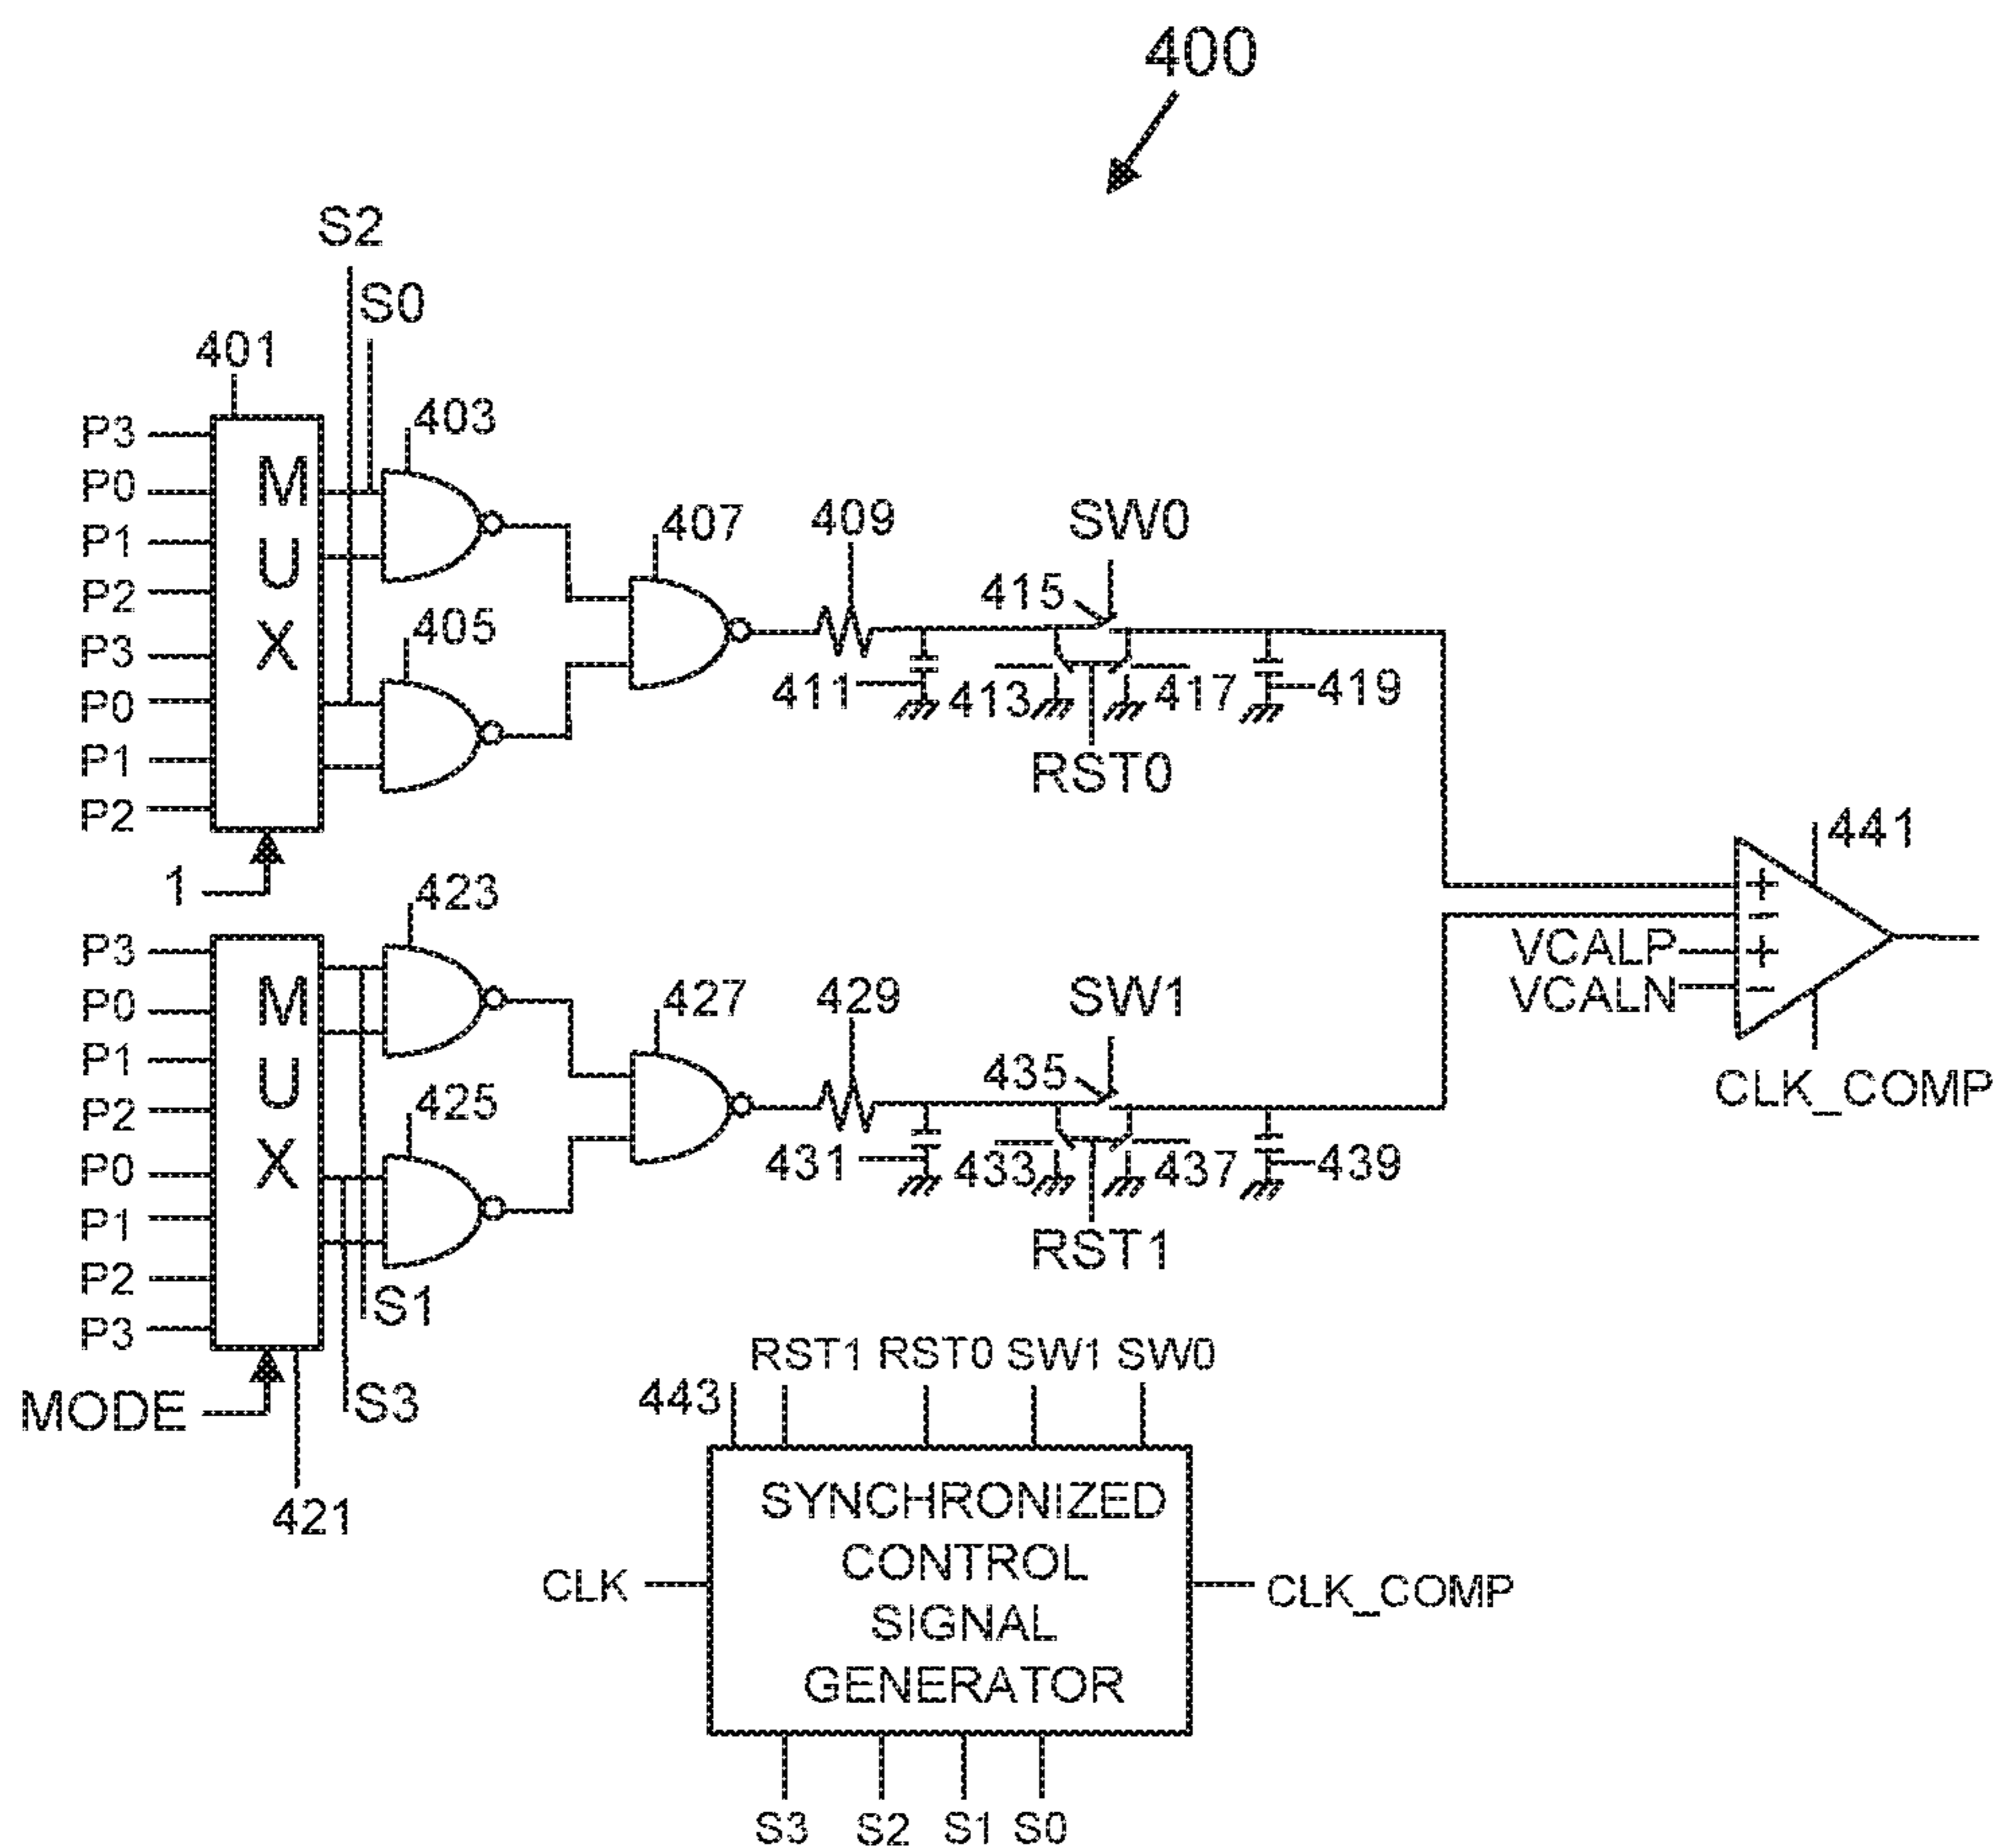 400
S2
S0
401
403
P3
P0
P1
P2
P3
P0
P1
P2
M
U
X
405
407
409
SW0
415
411
413
417
419
RST0
1
441
423
P3
P0
P1
P2
P0
P1
P2
P3
M
U
X
425
427
429
SW1
435
431
433
437
439
RST1
+
−
VCALP
+
VCALN
−
CLK_COMP
S1
S3
MODE
421
RST1 RST0 SW1 SW0
443
SYNCHRONIZED
CONTROL
SIGNAL
GENERATOR
CLK
CLK_COMP
S3 S2 S1 S0